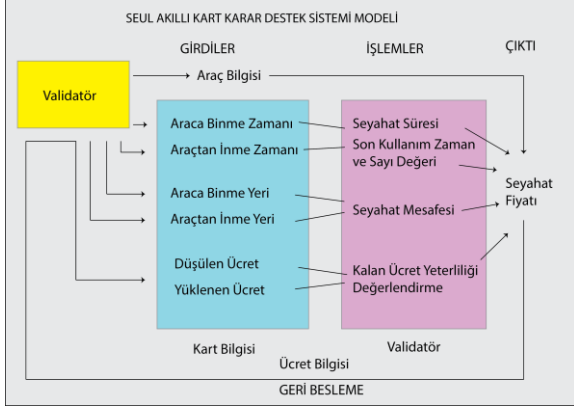 SEUL AKILLI KART KARAR DESTEK SİSTEMİ MODELİ
GİRDİLER
İŞLEMLER
ÇIKTI
Validatör
Araç Bilgisi
Araca Binme Zamanı
Araçtan İnme Zamanı
Araca Binme Yeri
Araçtan İnme Yeri
Düşülen Ücret
Yüklenen Ücret
Seyahat Süresi
Son Kullanım Zaman
ve Sayı Değeri
Seyahat Mesafesi
Kalan Ücret Yeterliliği
Değerlendirme
Seyahat
Fiyatı
Kart Bilgisi
Validatör
Ücret Bilgisi
GERİ BESLEME